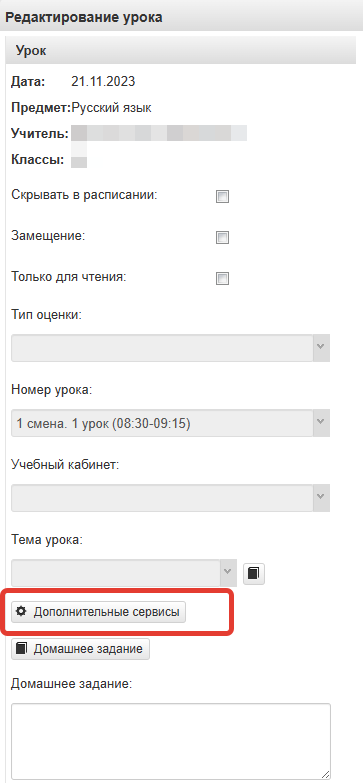 Редактирование урока
Урок
Дата: 21.11.2023
Предмет:Русский язык
Учитель:
Классы:
Скрывать в расписании:
Замещение:
Только для чтения:
Тип оценки:
Номер урока:
1 смена. 1 урок (08:30-09:15)
Учебный кабинет:
Тема урока:
Дополнительные сервисы
Домашнее задание
Домашнее задание: